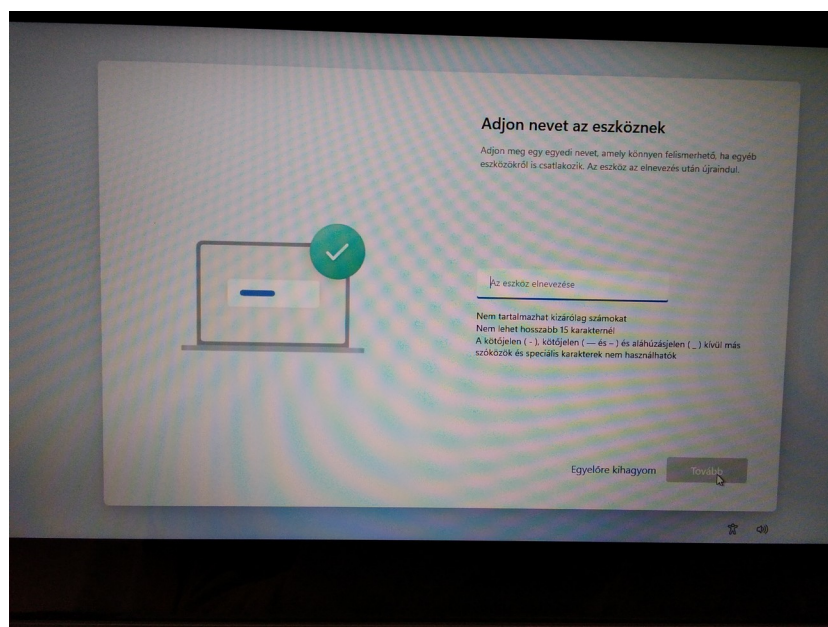 Adjon nevet az eszköznek
Adjon meg egy egyedi nevet, amely könnyen felismerhető, ha egyéb
eszközökről is csatlakozik. Az eszköz az elnevezés után újraindul.
Az eszköz elnevezése
Nem tartalmazhat kizárólag számokat
Nem lehet hosszabb 15 karakternél
A kötőjelen ( - ), kötőjelen ( — és – ) és aláhúzásjelen ( _ ) kívül más
szóközök és speciális karakterek nem használhatók
Egyelőre kihagyom
Tovább